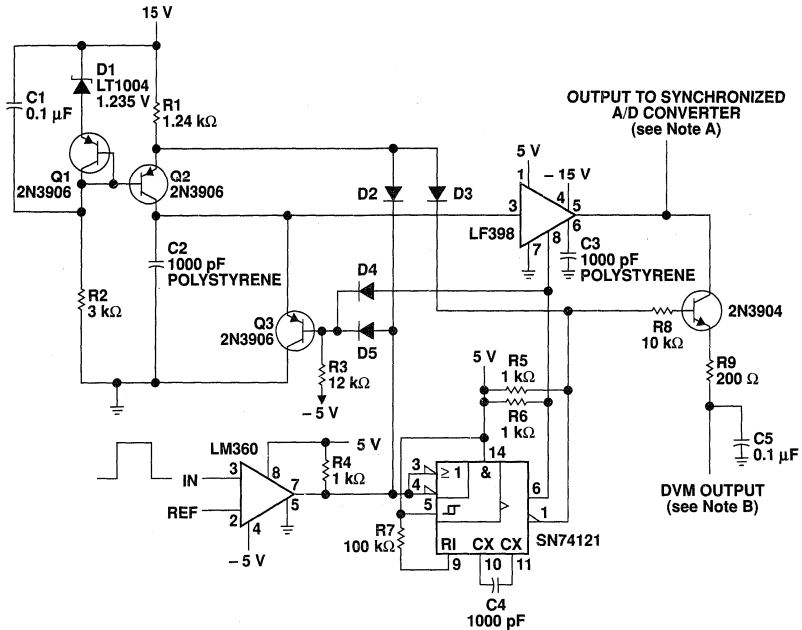 15 V
D1
LT1004
1.235 V
C1
0.1 µF
R1
1.24 kΩ
OUTPUT TO SYNCHRONIZED
A/D CONVERTER
(see Note A)
Q1
2N3906
Q2
2N3906
D2
D3
5 V
– 15 V
1
4
3
5
6
LF398
7
8
C2
1000 pF
POLYSTYRENE
C3
1000 pF
POLYSTYRENE
D4
R2
3 kΩ
Q3
2N3906
D5
R8
10 kΩ
2N3904
R3
12 kΩ
– 5 V
5 V
R5
1 kΩ
R6
1 kΩ
R9
200 Ω
C5
0.1 µF
LM360
5 V
R4
1 kΩ
14
IN
3
8
7
5
REF
2
4
– 5 V
3
4
5
≥ 1
&
6
1
DVM OUTPUT
(see Note B)
R7
100 kΩ
SN74121
RI
CX
CX
9
10
11
C4
1000 pF